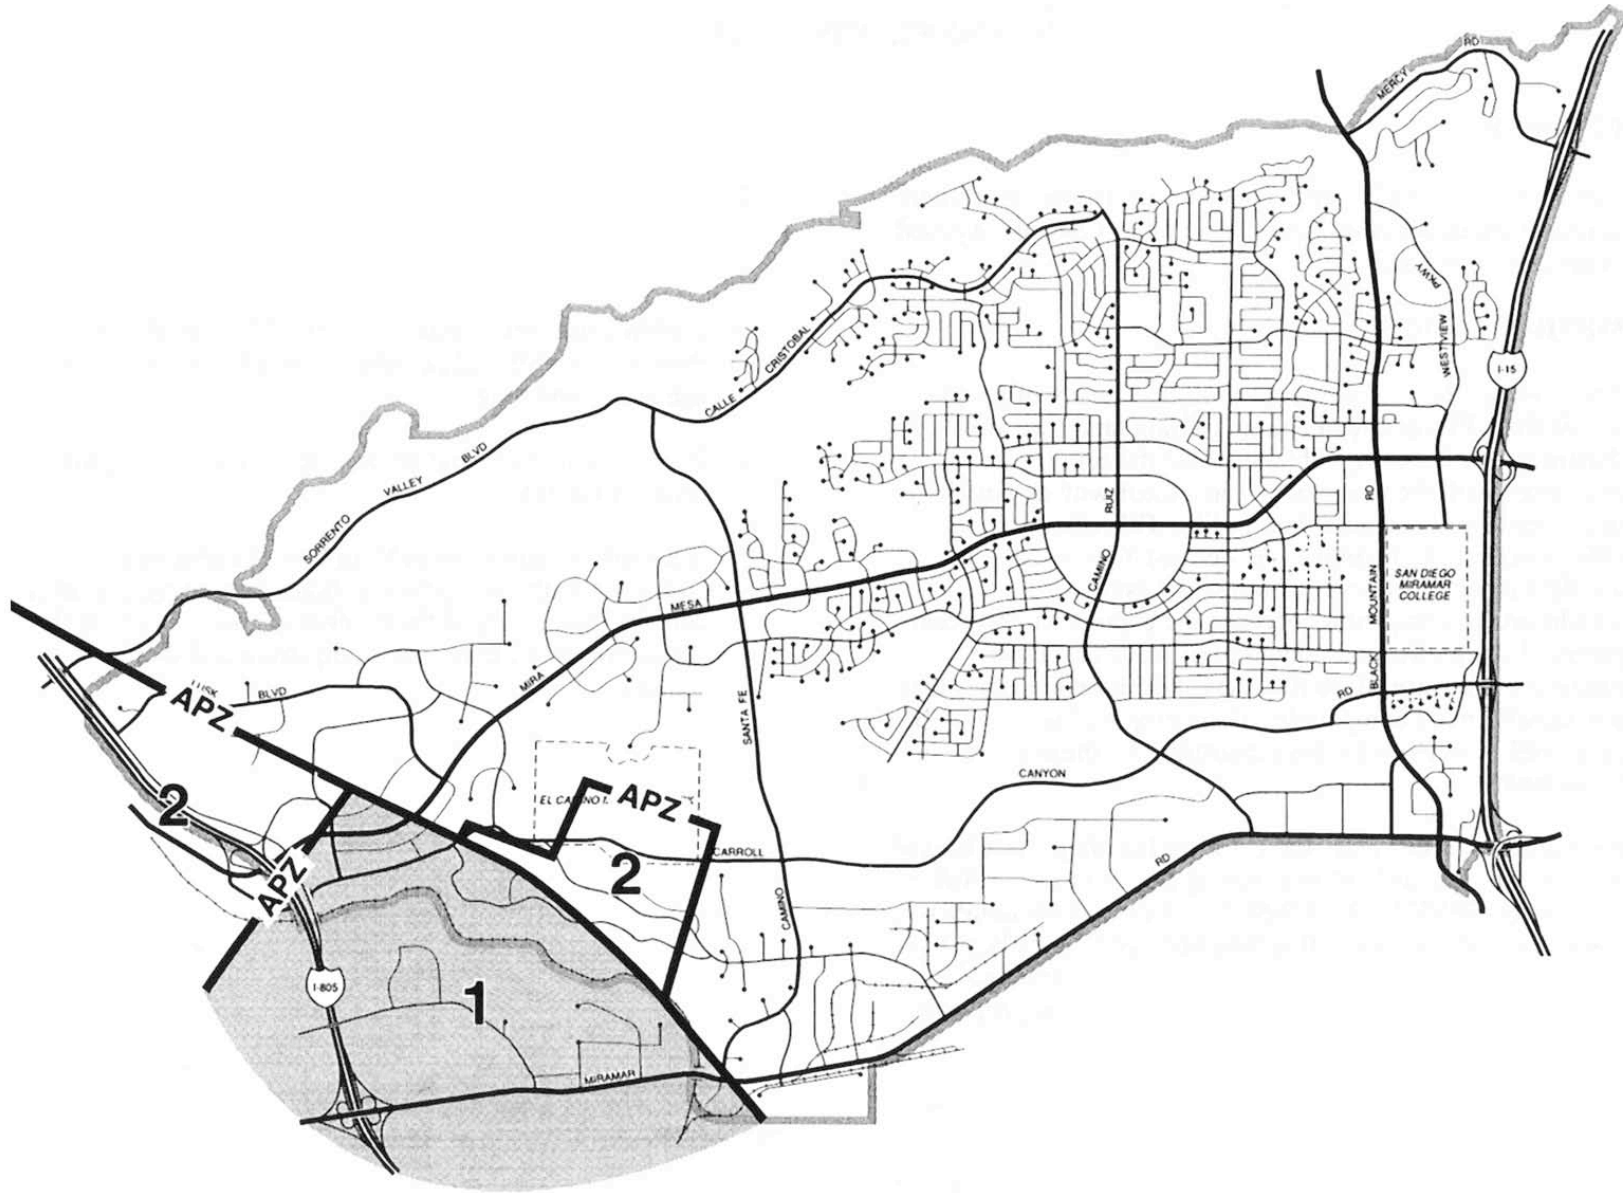 RD
MERCY
PKWY
WESTVIEW
I-15
CALLE
CRISTOBAL
SORRENTO
VALLEY
BLVD
RUIZ
CAMINO
RD
MOUNTAIN
BLACK
SAN DIEGO
MIRAMAR
COLLEGE
MESA
MIRA
SANTA FE
BLVD
APZ
2
APZ
APZ
2
CARROLL
CANYON
RD
RD
CAMINO
I-805
1
MIRAMAR